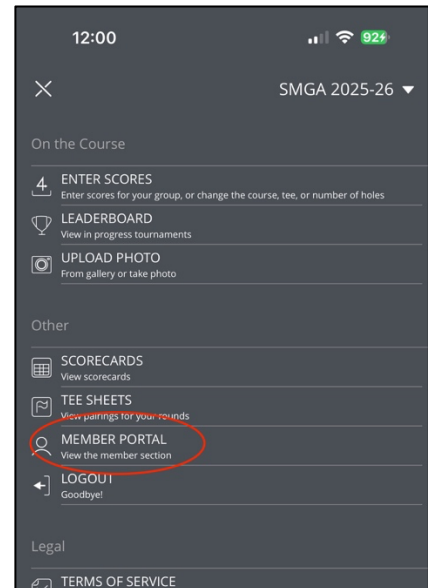 12:00
92
SMGA 2025-26
On the Course
4 ENTER SCORES
Enter scores for your group, or change the course, tee, or number of holes
LEADERBOARD
View in progress tournaments
UPLOAD PHOTO
From gallery or take photo
Other
SCORECARDS
View scorecards
TEE SHEETS
View pairings for your rounds
MEMBER PORTAL
View the member section
LOGOUT
Goodbye!
Legal
TERMS OF SERVICE